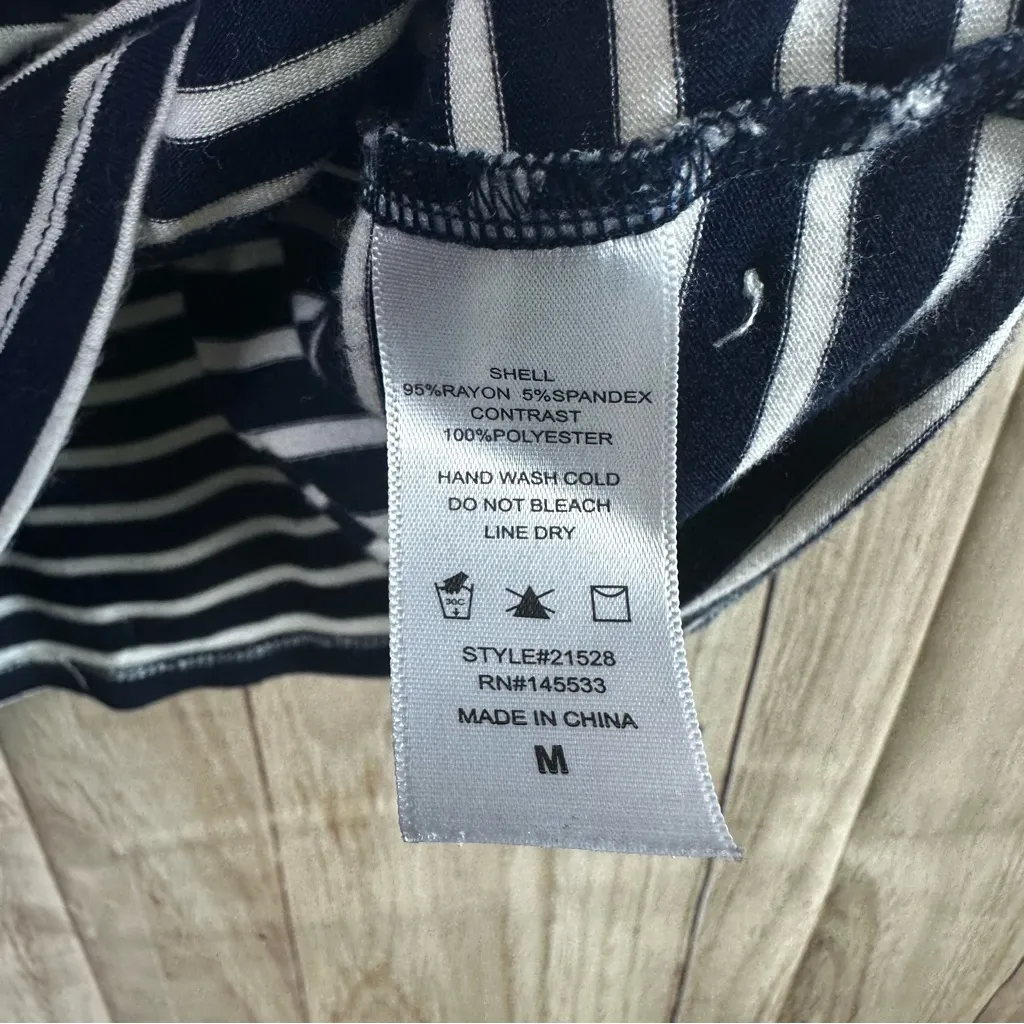 SHELL
95%RAYON 5%SPANDEX
CONTRAST
100%POLYESTER
HAND WASH COLD
DO NOT BLEACH
LINE DRY
30C
STYLE#21528
RN#145533
MADE IN CHINA
M